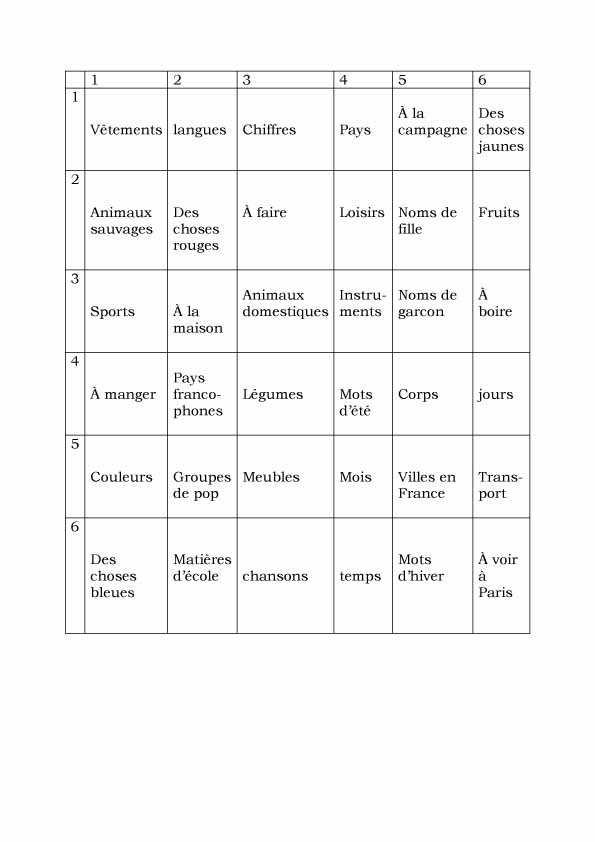 1 2 3 4 5 6
1
Vêtements
langues
Chiffres
Pays
À la
campagne
Des
choses
jaunes
2
Animaux
sauvages
Des
choses
rouges
À faire
Loisirs
Noms de
fille
Fruits
3
Sports
À la
maison
Animaux
domestiques
Instru-
ments
Noms de
garcon
À
boire
4
À manger
Pays
franco-
phones
Légumes
Mots
d'été
Corps
jours
5
Couleurs
Groupes
de pop
Meubles
Mois
Villes en
France
Trans-
port
6
Des
choses
bleues
Matières
d'école
chansons
temps
Mots
d'hiver
À voir
à
Paris